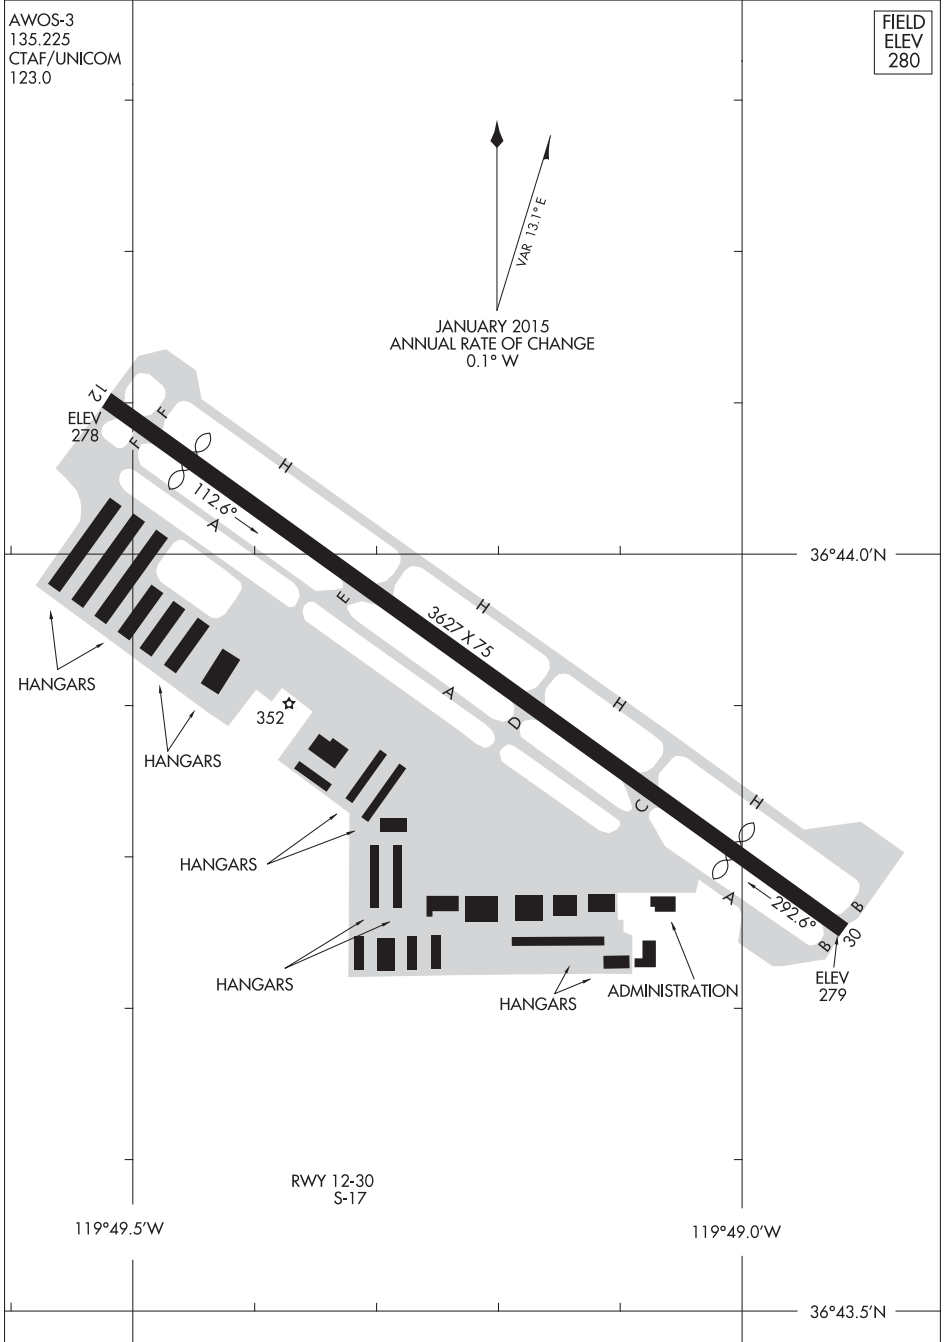 AWOS-3
135.225
CTAF/UNICOM
123.0
FIELD
ELEV
280
VAR 13.1° E
JANUARY 2015
ANNUAL RATE OF CHANGE
0.1° W
12
ELEV
278
F
F
H
112.6°
A
36°44.0'N
E
H
3627 X 75
HANGARS
A
H
D
352
HANGARS
C
H
HANGARS
A
292.6°
B
B
30
HANGARS
HANGARS
ADMINISTRATION
ELEV
279
RWY 12-30
S-17
119°49.5'W
119°49.0'W
36°43.5'N